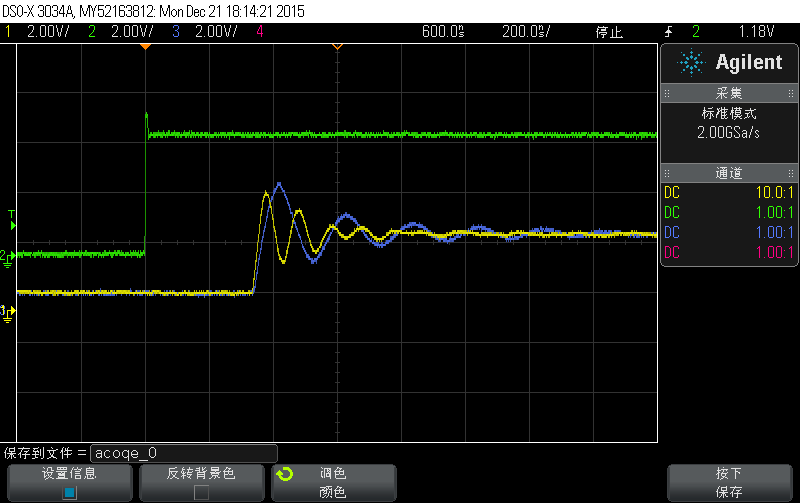 DSO-X 3034A, MY52163812: Mon Dec 21 18:14:21 2015
1 2.00V/ 2 2.00V/ 3 2.00V/ 4 600.0s 200.0s/ 停止 2 1.18V
Agilent
采集
标准模式
2.00GSa/s
通道
DC 10.0:1
DC 1.00:1
DC 1.00:1
DC 1.00:1
T
2
保存到文件 = acoqe_0
设置信息
反转背景色
调色
颜色
按下
保存